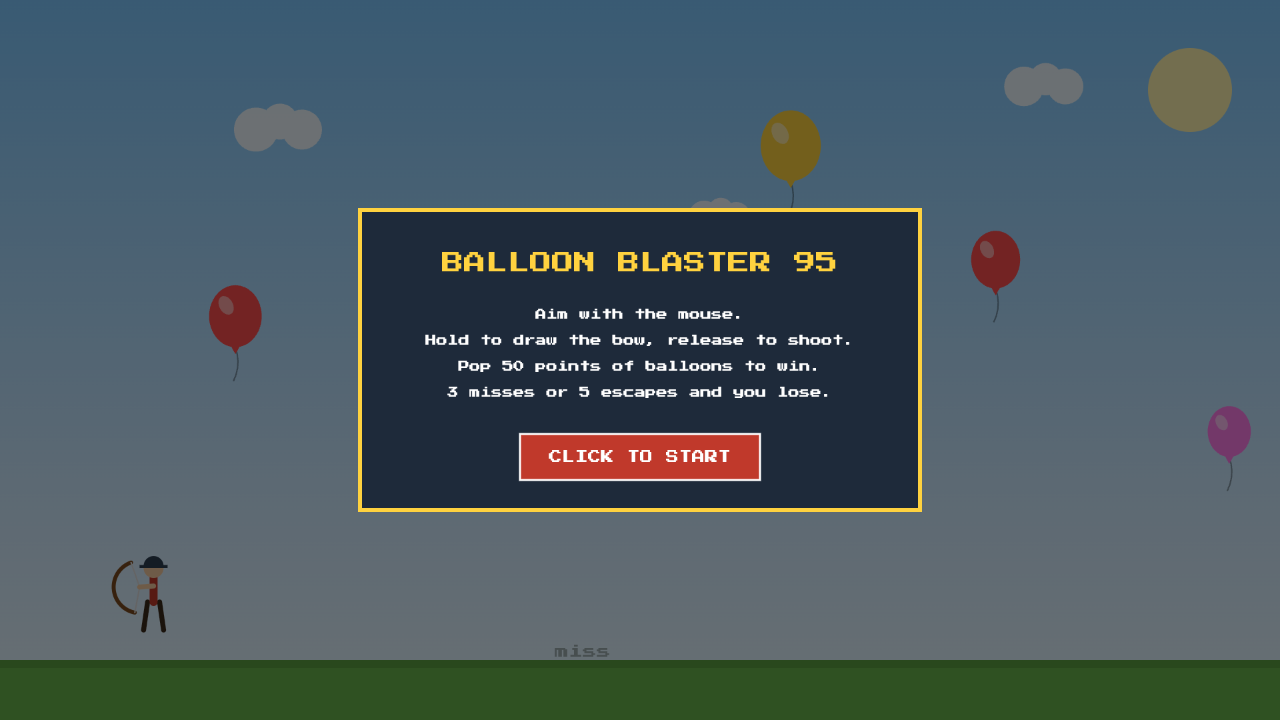 BALLOON BLASTER 95
Aim with the mouse.
Hold to draw the bow, release to shoot.
Pop 50 points of balloons to win.
3 misses or 5 escapes and you lose.
CLICK TO START
miss